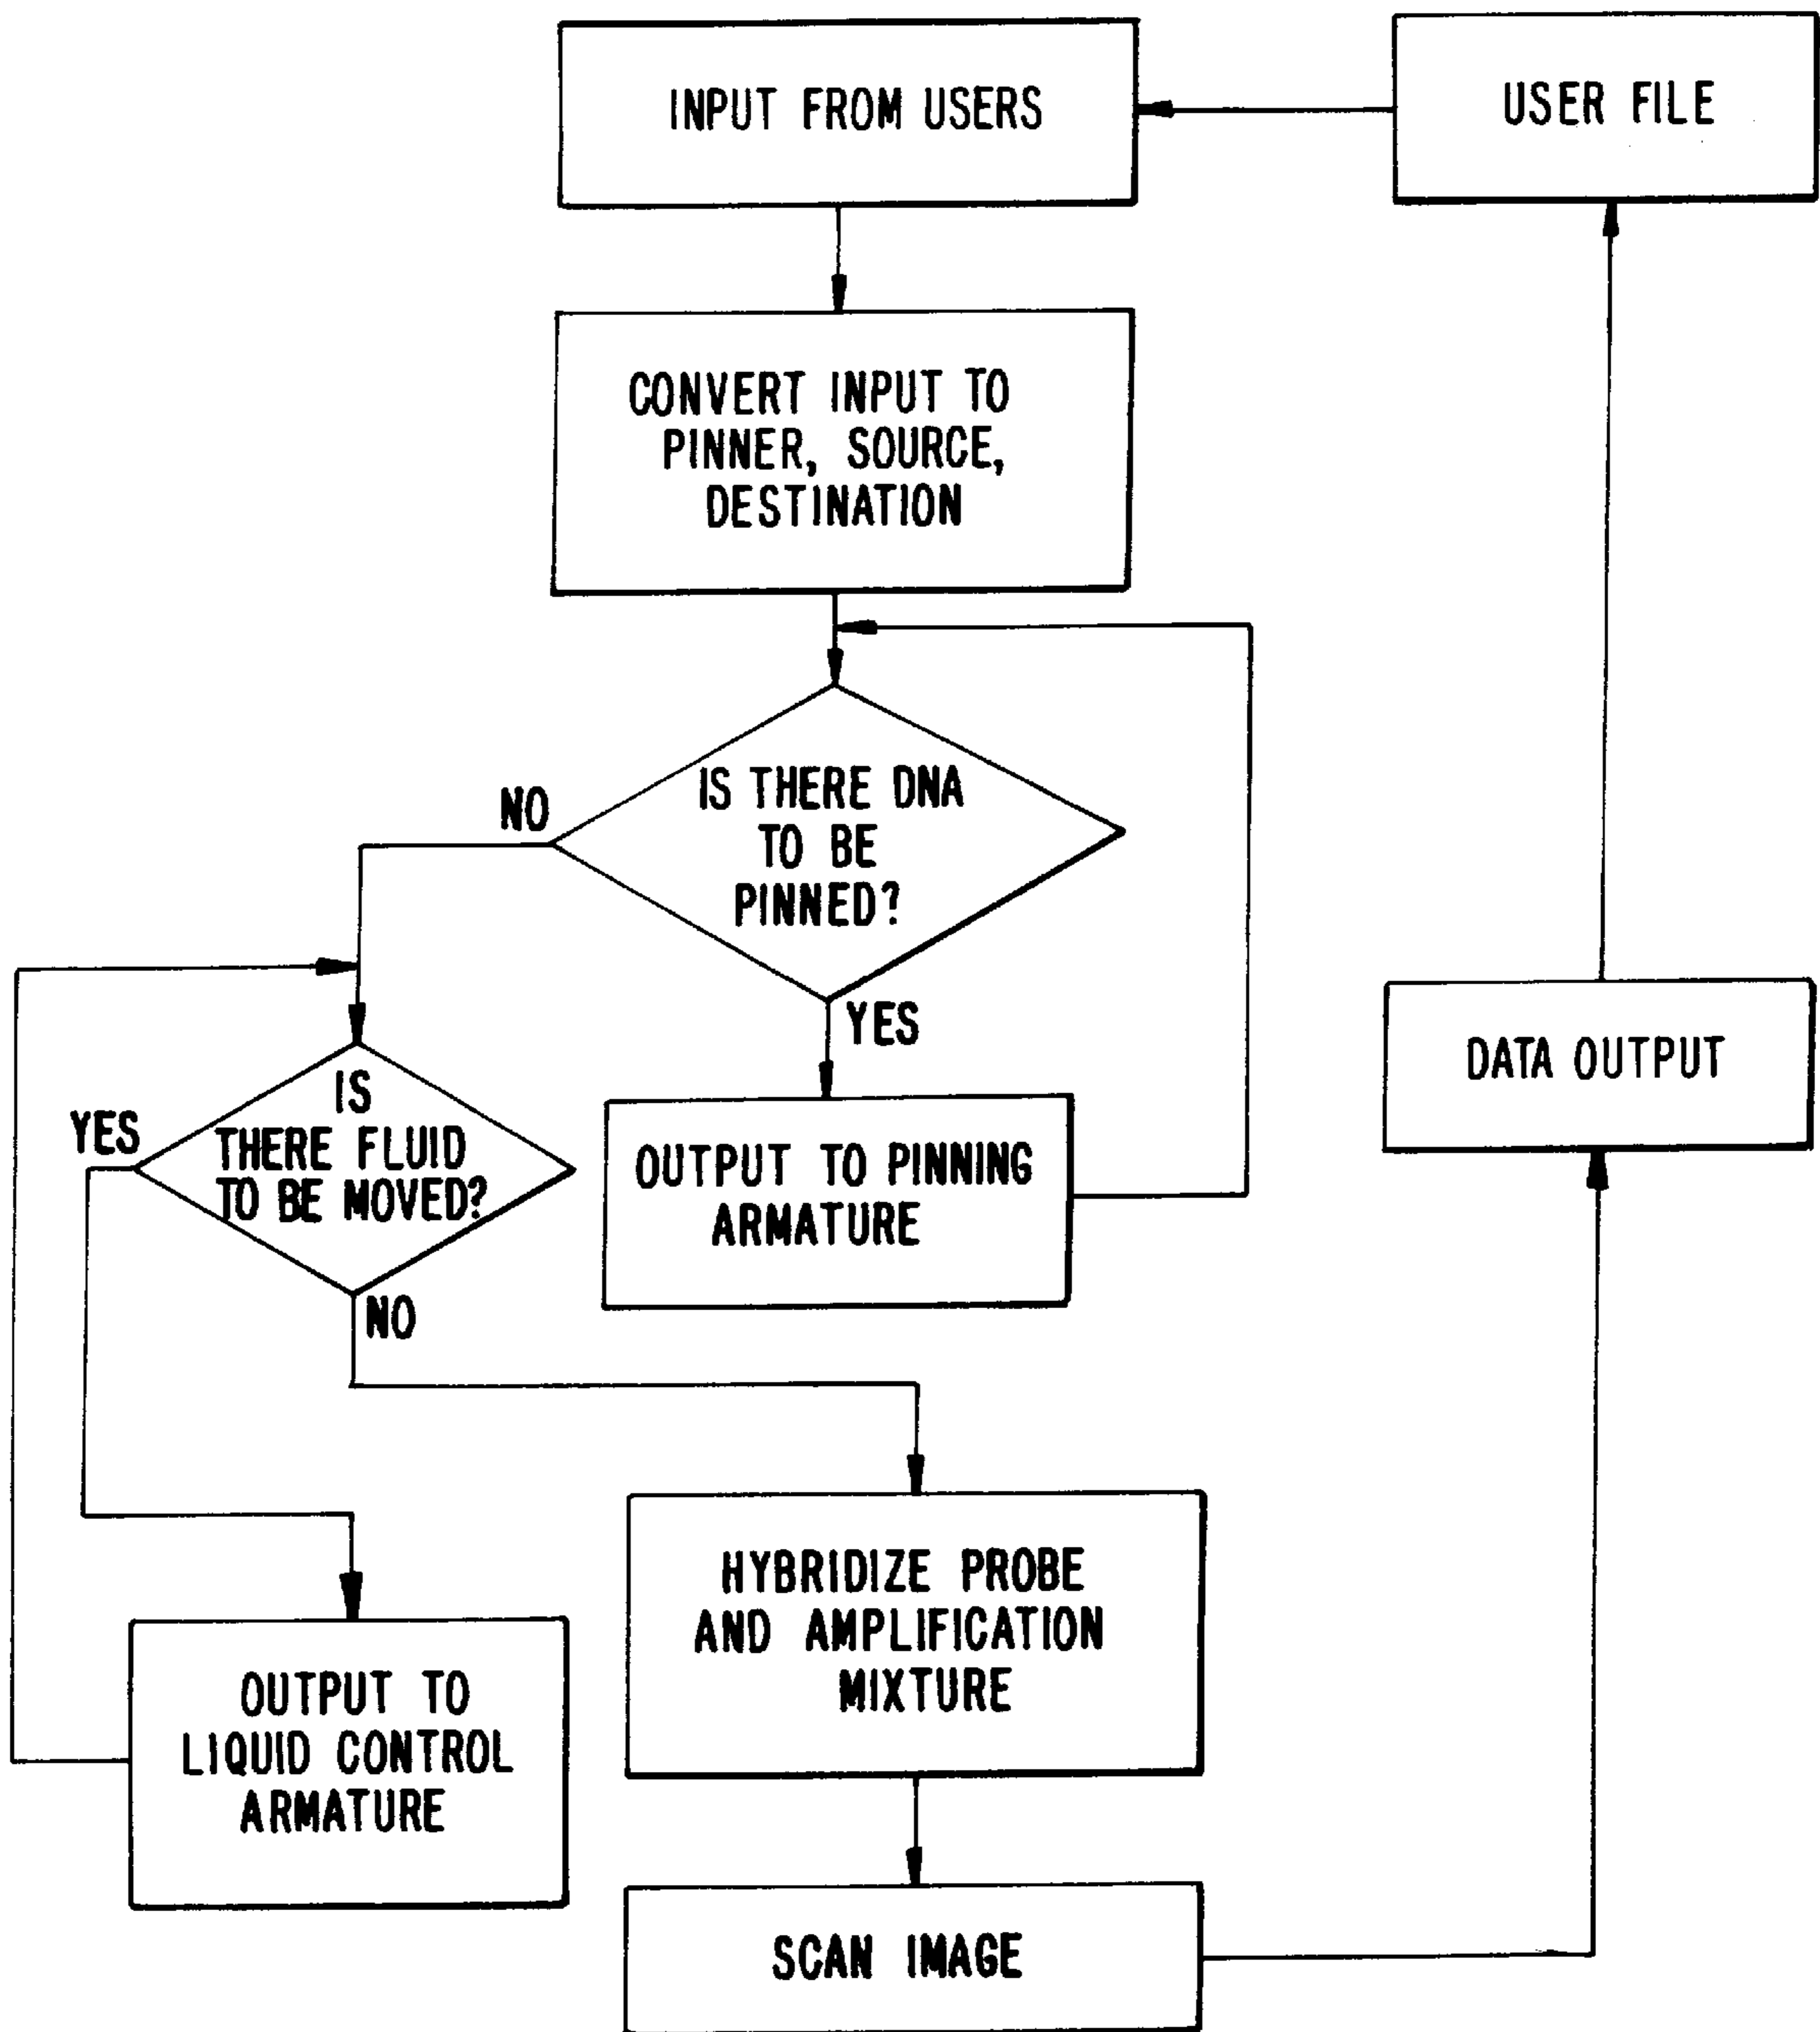 INPUT FROM USERS
USER FILE
CONVERT INPUT TO
PINNER, SOURCE,
DESTINATION
IS THERE DNA
TO BE
PINNED?
NO
YES
DATA OUTPUT
IS
THERE FLUID
TO BE MOVED?
YES
NO
OUTPUT TO PINNING
ARMATURE
HYBRIDIZE PROBE
AND AMPLIFICATION
MIXTURE
OUTPUT TO
LIQUID CONTROL
ARMATURE
SCAN IMAGE